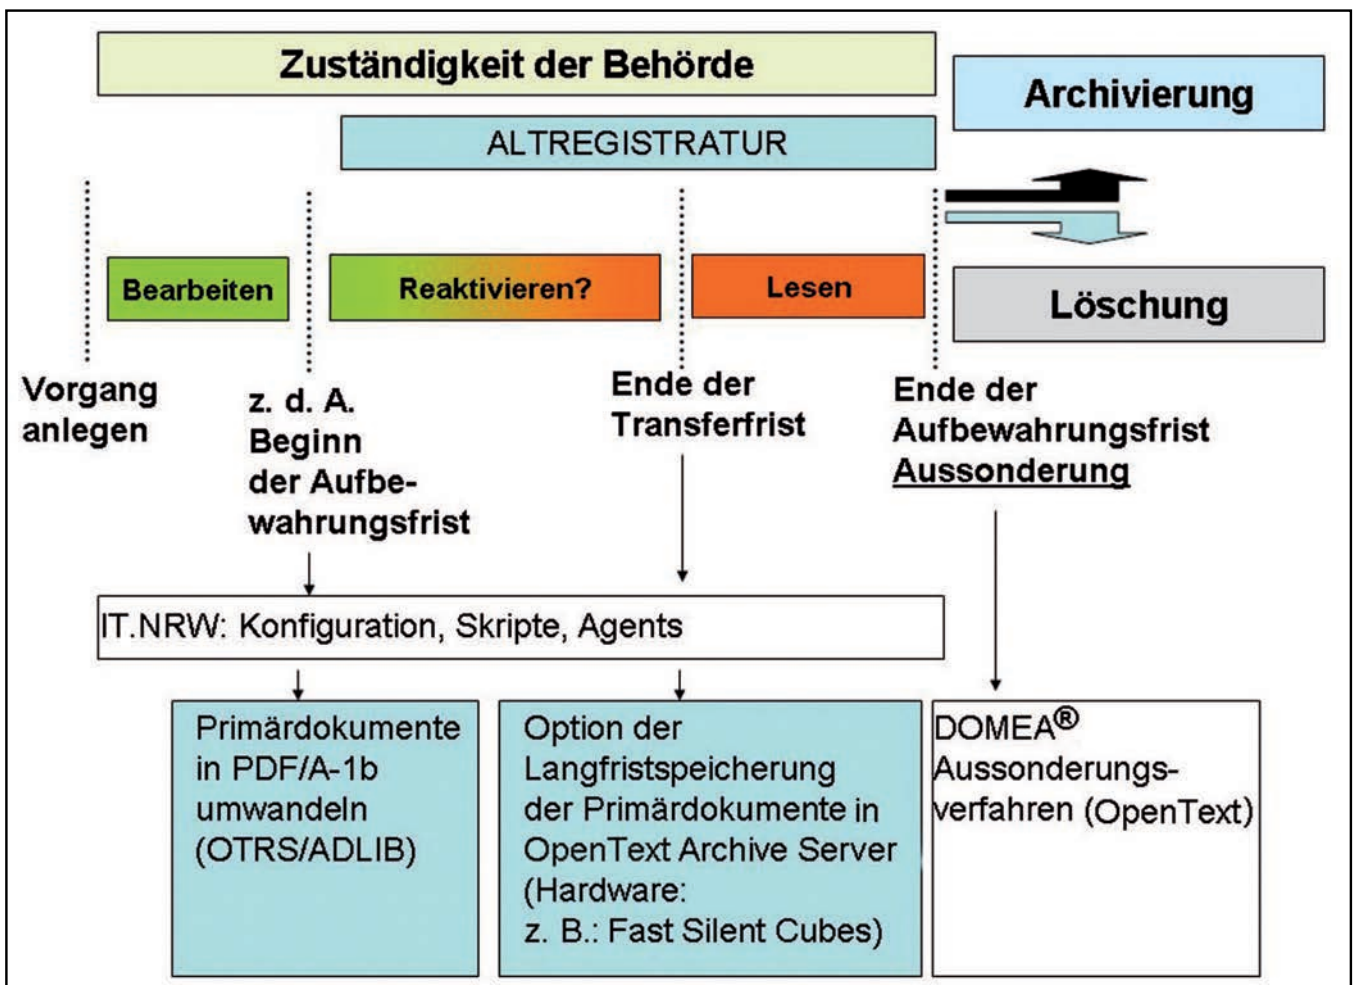 Zuständigkeit der Behörde
Archivierung
ALTREGISTRATUR
Bearbeiten
Reaktivieren?
Lesen
Löschung
Vorgang
anlegen
z. d. A.
Beginn
der Aufbe-
wahrungsfrist
Ende der
Transferfrist
Ende der
Aufbewahrungsfrist
Aussonderung
IT.NRW: Konfiguration, Skripte, Agents
Primärdokumente
in PDF/A-1b
umwandeln
(OTRS/ADLIB)
Option der
Langfristspeicherung
der Primärdokumente in
OpenText Archive Server
(Hardware:
z. B.: Fast Silent Cubes)
DOMEA®
Aussonderungs-
verfahren (OpenText)